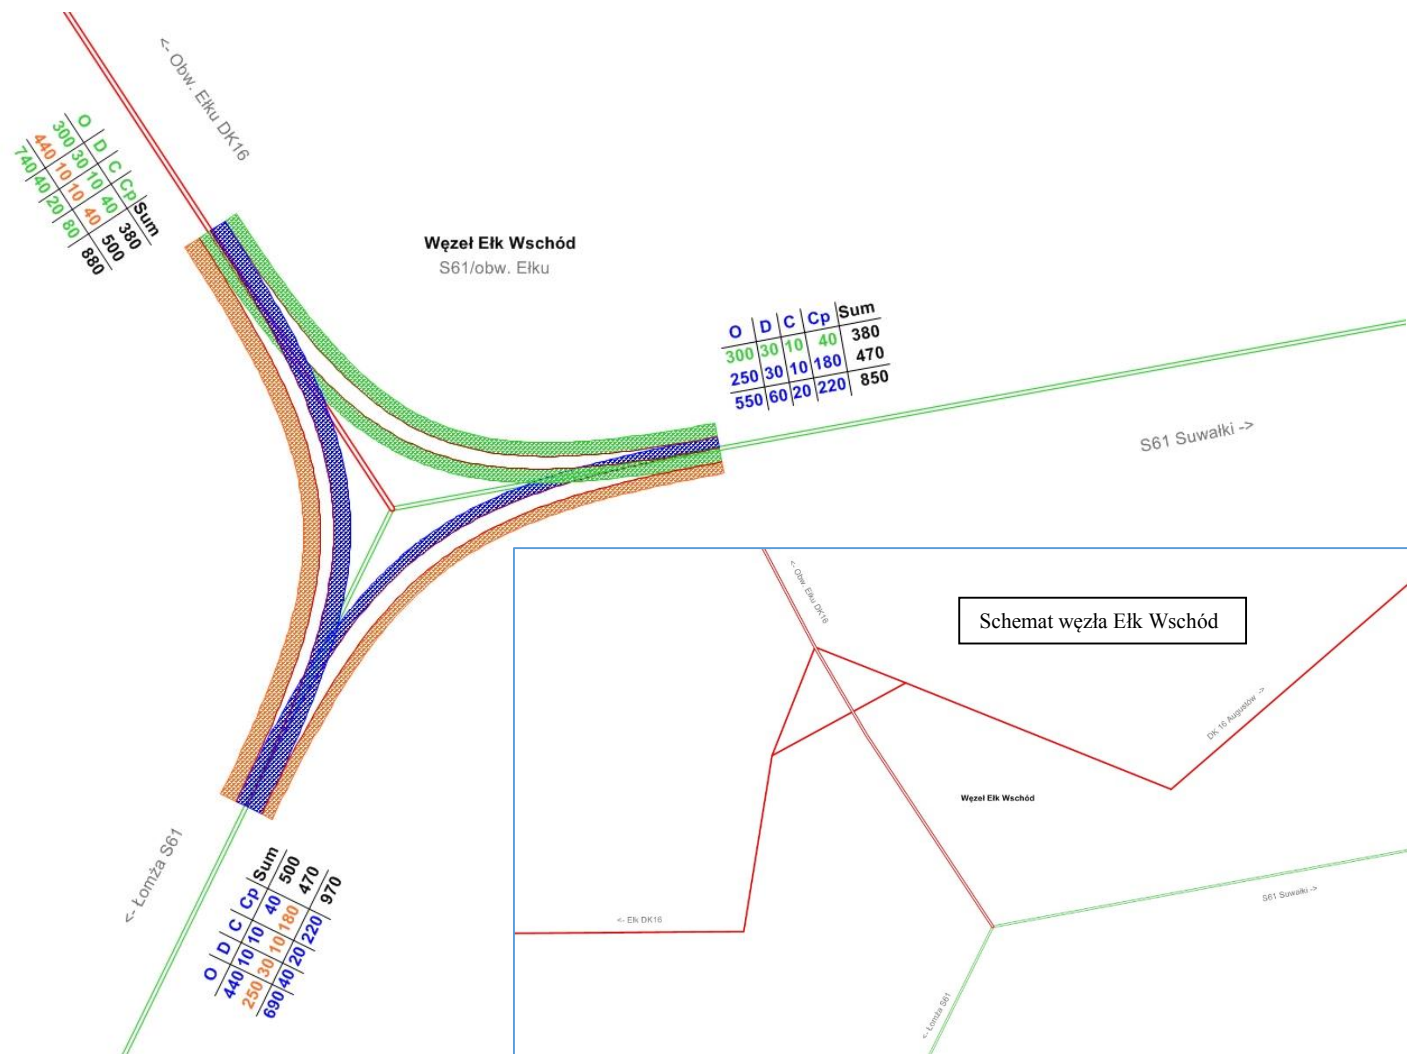 <- Obw. Ełku DK16
O D C Cp Sum
300 30 10 40 380
440 10 10 40 500
740 40 20 80 880
Węzeł Ełk Wschód
S61/obw. Ełku
O D C Cp Sum
300 30 10 40 380
250 30 10 180 470
550 60 20 220 850
S61 Suwałki ->
<- Łomża S61
O D C Cp Sum
440 10 10 40 500
250 30 10 180 470
690 40 20 220 970
<- Obw. Ełku DK16
Schemat węzła Ełk Wschód
DK 16 Augustów ->
Węzeł Ełk Wschód
<- Ełk DK16
S61 Suwałki ->
<- Łomża S61